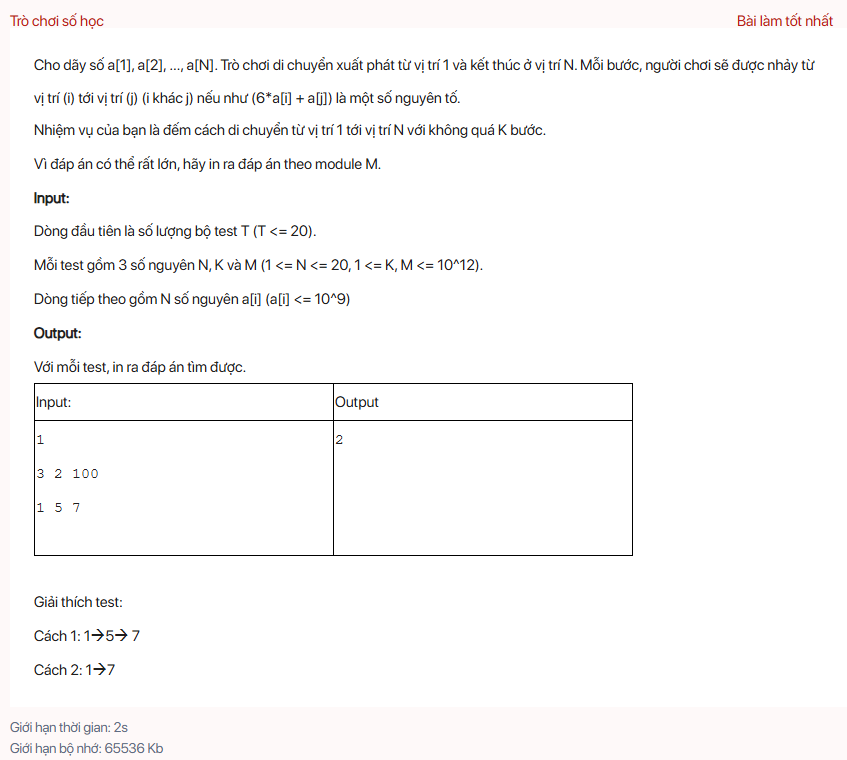 Trò chơi số học
Bài làm tốt nhất
Cho dãy số a[1], a[2], ..., a[N]. Trò chơi di chuyển xuất phát từ vị trí 1 và kết thúc ở vị trí N. Mỗi bước, người chơi sẽ được nhảy từ
vị trí (i) tới vị trí (j) (i khác j) nếu như (6*a[i] + a[j]) là một số nguyên tố.
Nhiệm vụ của bạn là đếm cách di chuyển từ vị trí 1 tới vị trí N với không quá K bước.
Vì đáp án có thể rất lớn, hãy in ra đáp án theo module M.
Input:
Dòng đầu tiên là số lượng bộ test T (T <= 20).
Mỗi test gồm 3 số nguyên N, K và M (1 <= N <= 20, 1 <= K, M <= 10^12).
Dòng tiếp theo gồm N số nguyên a[i] (a[i] <= 10^9)
Output:
Với mỗi test, in ra đáp án tìm được.
Input: Output
1 2
3 2 100
1 5 7
Giải thích test:
Cách 1: 1→5→ 7
Cách 2: 1→7
Giới hạn thời gian: 2s
Giới hạn bộ nhớ: 65536 Kb